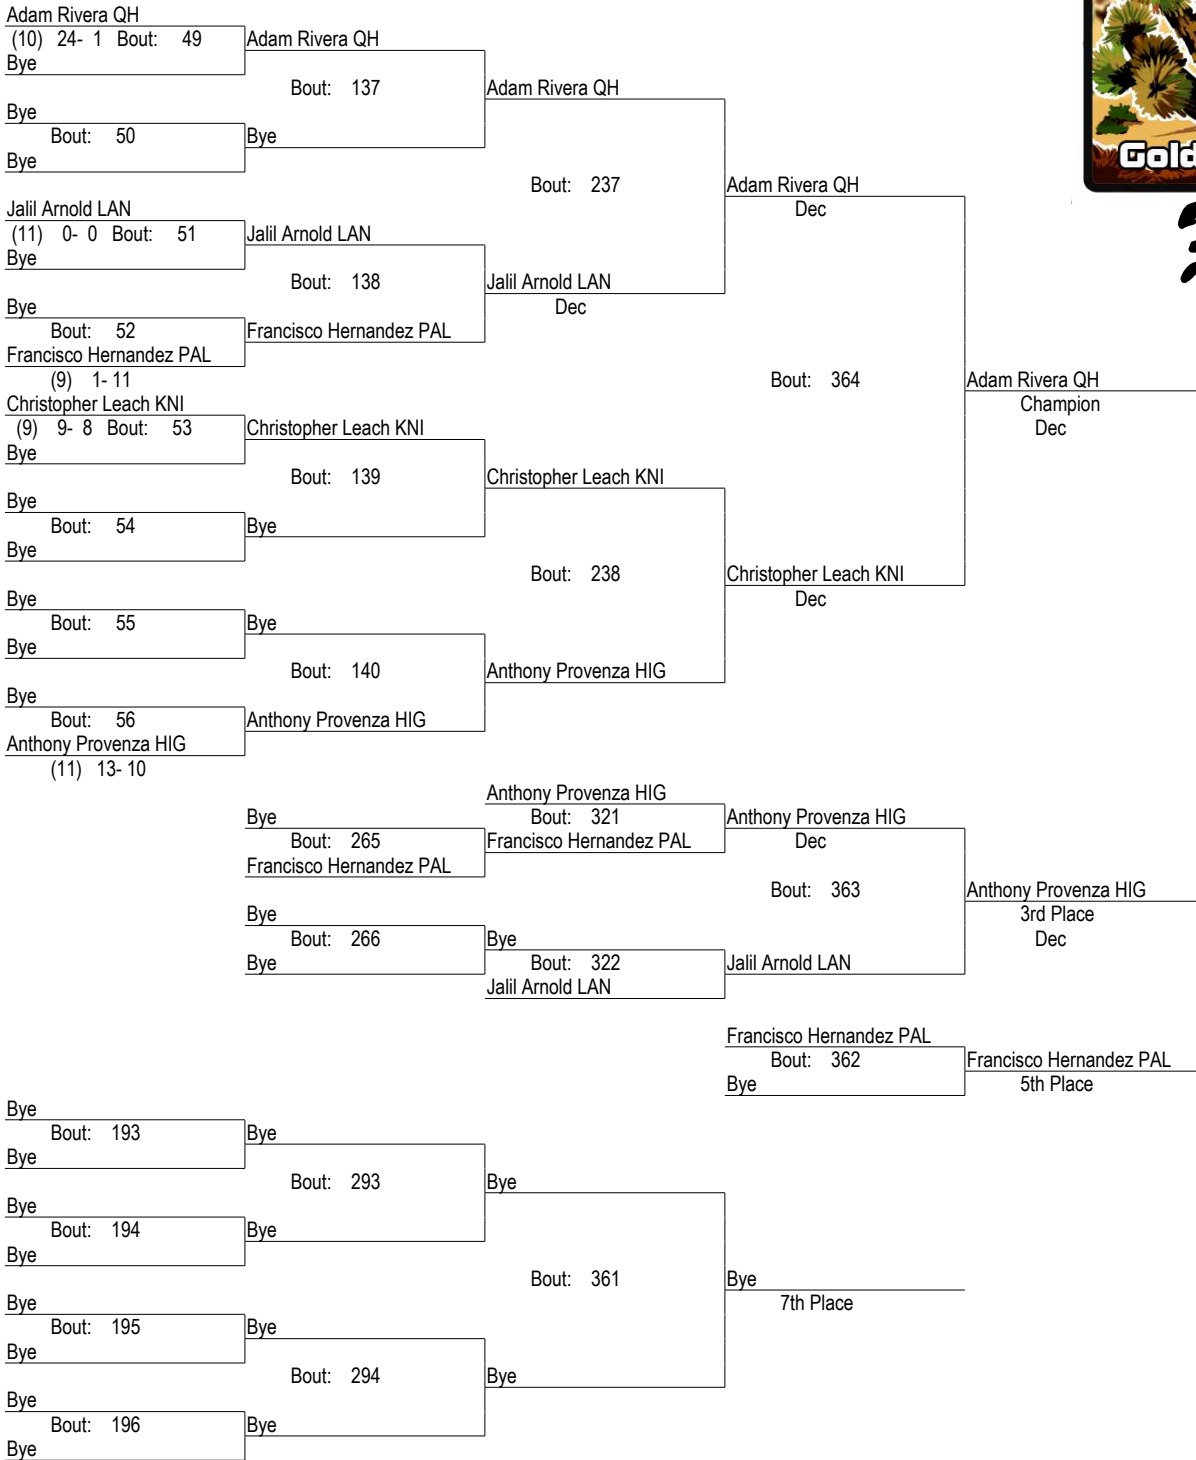 Adam Rivera QH
(10) 24- 1 Bout: 49
Adam Rivera QH
Bye
Bout: 137
Adam Rivera QH
Bye
Bout: 50
Bye
Bye
Bout: 237
Adam Rivera QH
Dec
Jalil Arnold LAN
(11) 0- 0 Bout: 51
Jalil Arnold LAN
Bye
Bout: 138
Jalil Arnold LAN
Dec
Bye
Bout: 52
Francisco Hernandez PAL
Francisco Hernandez PAL
(9) 1- 11
Bout: 364
Adam Rivera QH
Champion
Dec
Christopher Leach KNI
(9) 9- 8 Bout: 53
Christopher Leach KNI
Bye
Bout: 139
Christopher Leach KNI
Bye
Bout: 54
Bye
Bye
Bout: 238
Christopher Leach KNI
Dec
Bye
Bout: 55
Bye
Bye
Bout: 140
Anthony Provenza HIG
Bye
Bout: 56
Anthony Provenza HIG
Anthony Provenza HIG
(11) 13- 10
Anthony Provenza HIG
Bye
Bout: 321
Anthony Provenza HIG
Bout: 265
Francisco Hernandez PAL
Dec
Francisco Hernandez PAL
Bout: 363
Anthony Provenza HIG
3rd Place
Dec
Bye
Bout: 266
Bye
Bye
Bout: 322
Jalil Arnold LAN
Jalil Arnold LAN
Francisco Hernandez PAL
Bout: 362
Francisco Hernandez PAL
Bye
5th Place
Bye
Bout: 193
Bye
Bye
Bout: 293
Bye
Bye
Bout: 194
Bye
Bye
Bout: 361
Bye
7th Place
Bye
Bout: 195
Bye
Bye
Bout: 294
Bye
Bye
Bout: 196
Bye
Bye